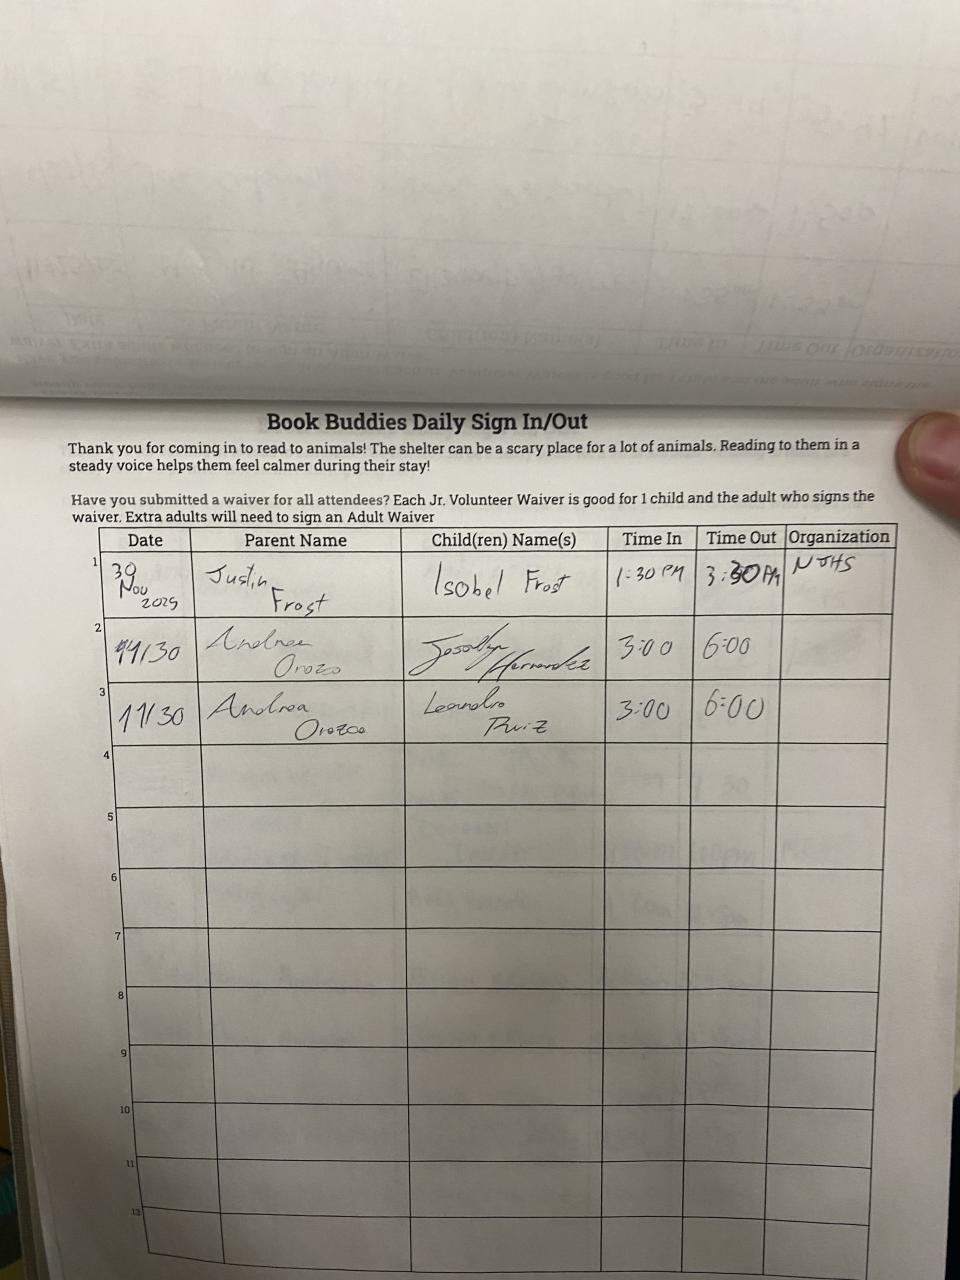 Book Buddies Daily Sign In/Out
Thank you for coming in to read to animals! The shelter can be a scary place for a lot of animals. Reading to them in a
steady voice helps them feel calmer during their stay!
Have you submitted a waiver for all attendees? Each Jr. Volunteer Waiver is good for 1 child and the adult who signs the
waiver. Extra adults will need to sign an Adult Waiver
Date Parent Name Child(ren) Name(s) Time In Time Out Organization
1 30 Nov 2025 Justin Frost Isobel Frost 1:30 PM 3:30 PM NJHS
2 11/30 Andrea Orozco Hernandez 3:00 6:00
3 11/30 Andrea Orozco Leandro Ruiz 3:00 6:00
4
5
6
7
8
9
10
11